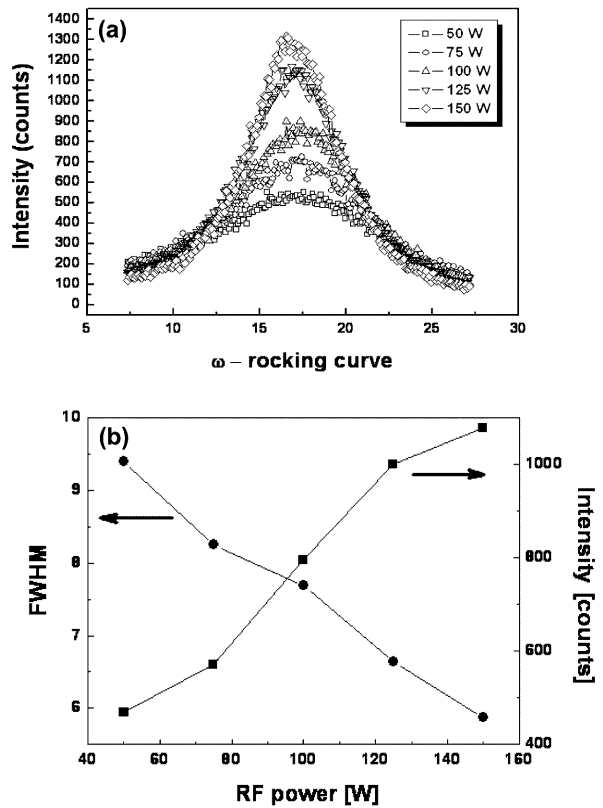 (a)
1400
1300
1200
1100
1000
900
800
700
600
500
400
300
200
100
0
Intensity (counts)
50 W
75 W
100 W
125 W
150 W
5 10 15 20 25 30
ω – rocking curve
(b)
10
9
8
7
6
FWHM
1000
800
600
400
Intensity [counts]
40 60 80 100 120 140 160
RF power [W]